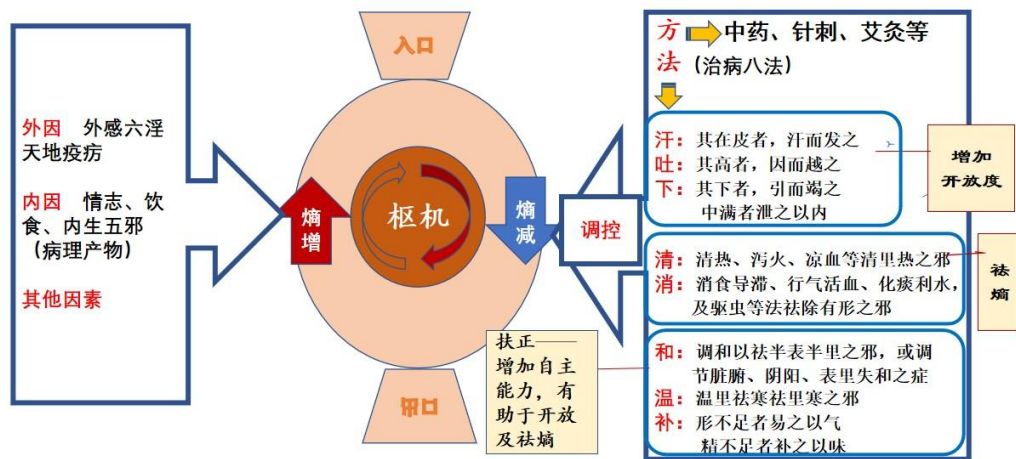 外因 外感六淫
天地疫疠
内因 情志、饮
食、内生五邪
(病理产物)
其他因素
入口
熵增
枢机
熵减
出口
调控
方法
中药、针刺、艾灸等
(治病八法)
汗：其在皮者，汗而发之
吐：其高者，因而越之
下：其下者，引而竭之
中满者泄之以内
增加
开放度
清：清热、泻火、凉血等清里热之邪
消：消食导滞、行气活血、化痰利水，
及驱虫等法祛除有形之邪
祛
熵
扶正——
增加自主
能力，有
助于开放
及祛熵
和：调和以祛半表半里之邪，或调
节脏腑、阴阳、表里失和之症
温：温里祛寒祛里寒之邪
补：形不足者易之以气
精不足者补之以味